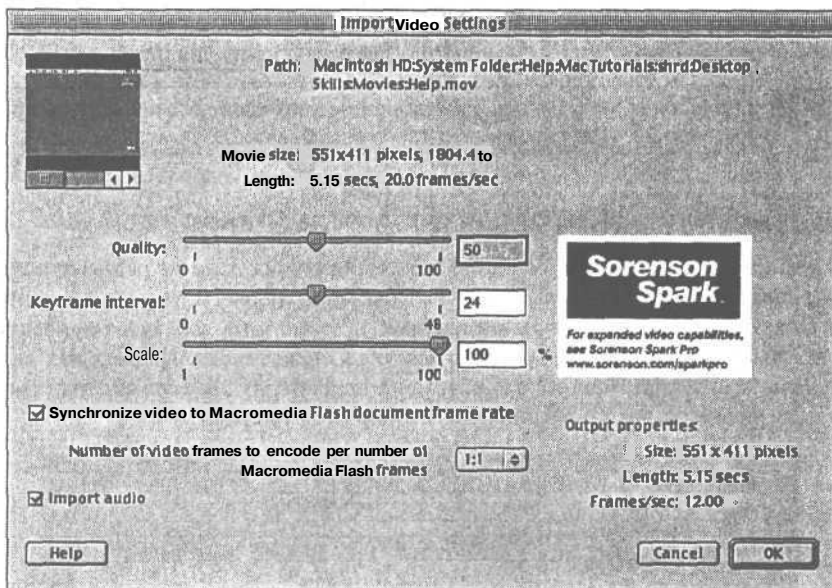 Import Video Settings
Path: Macintosh HD:System Folder:Help:Mac Tutorials:shrd:Desktop
Skills:Movies:Help.mov
Movie size: 551x411 pixels, 1804.4 to
Length: 5.15 secs, 20.0 frames/sec
Quality: 50
0 100
Keyframe interval: 24
0 48
Scale: 100 %
1 100
Sorenson
Spark
For expanded video capabilities,
see Sorenson Spark Pro
www.sorenson.com/sparkpro
Synchronize video to Macromedia Flash document frame rate
Number of video frames to encode per number of
Macromedia Flash frames
1:1
Import audio
Output properties
Size: 551 x 411 pixels
Length: 5.15 secs
Frames/sec: 12.00
Help
Cancel
OK